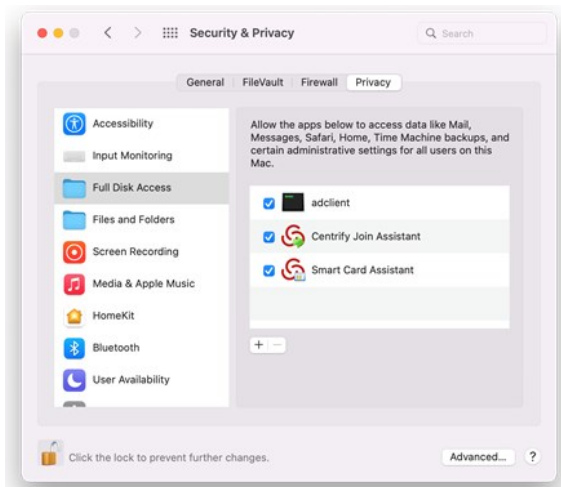 Security & Privacy
Search
General FileVault Firewall Privacy
Accessibility
Input Monitoring
Full Disk Access
Files and Folders
Screen Recording
Media & Apple Music
HomeKit
Bluetooth
User Availability
Allow the apps below to access data like Mail,
Messages, Safari, Home, Time Machine backups, and
certain administrative settings for all users on this
Mac.
adclient
Centrify Join Assistant
Smart Card Assistant
+ −
Click the lock to prevent further changes.
Advanced... ?